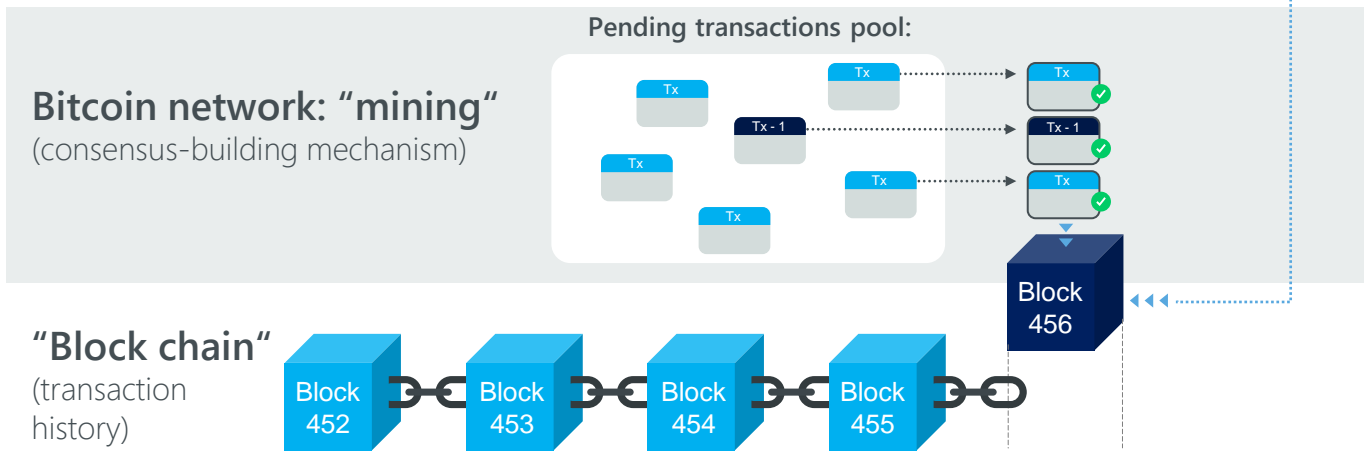 Pending transactions pool:
Bitcoin network: “mining“
(consensus-building mechanism)
Tx
Tx
Tx
Tx - 1
Tx - 1
Tx
Tx
Tx
Tx
Block
456
“Block chain“
(transaction
history)
Block
452
Block
453
Block
454
Block
455